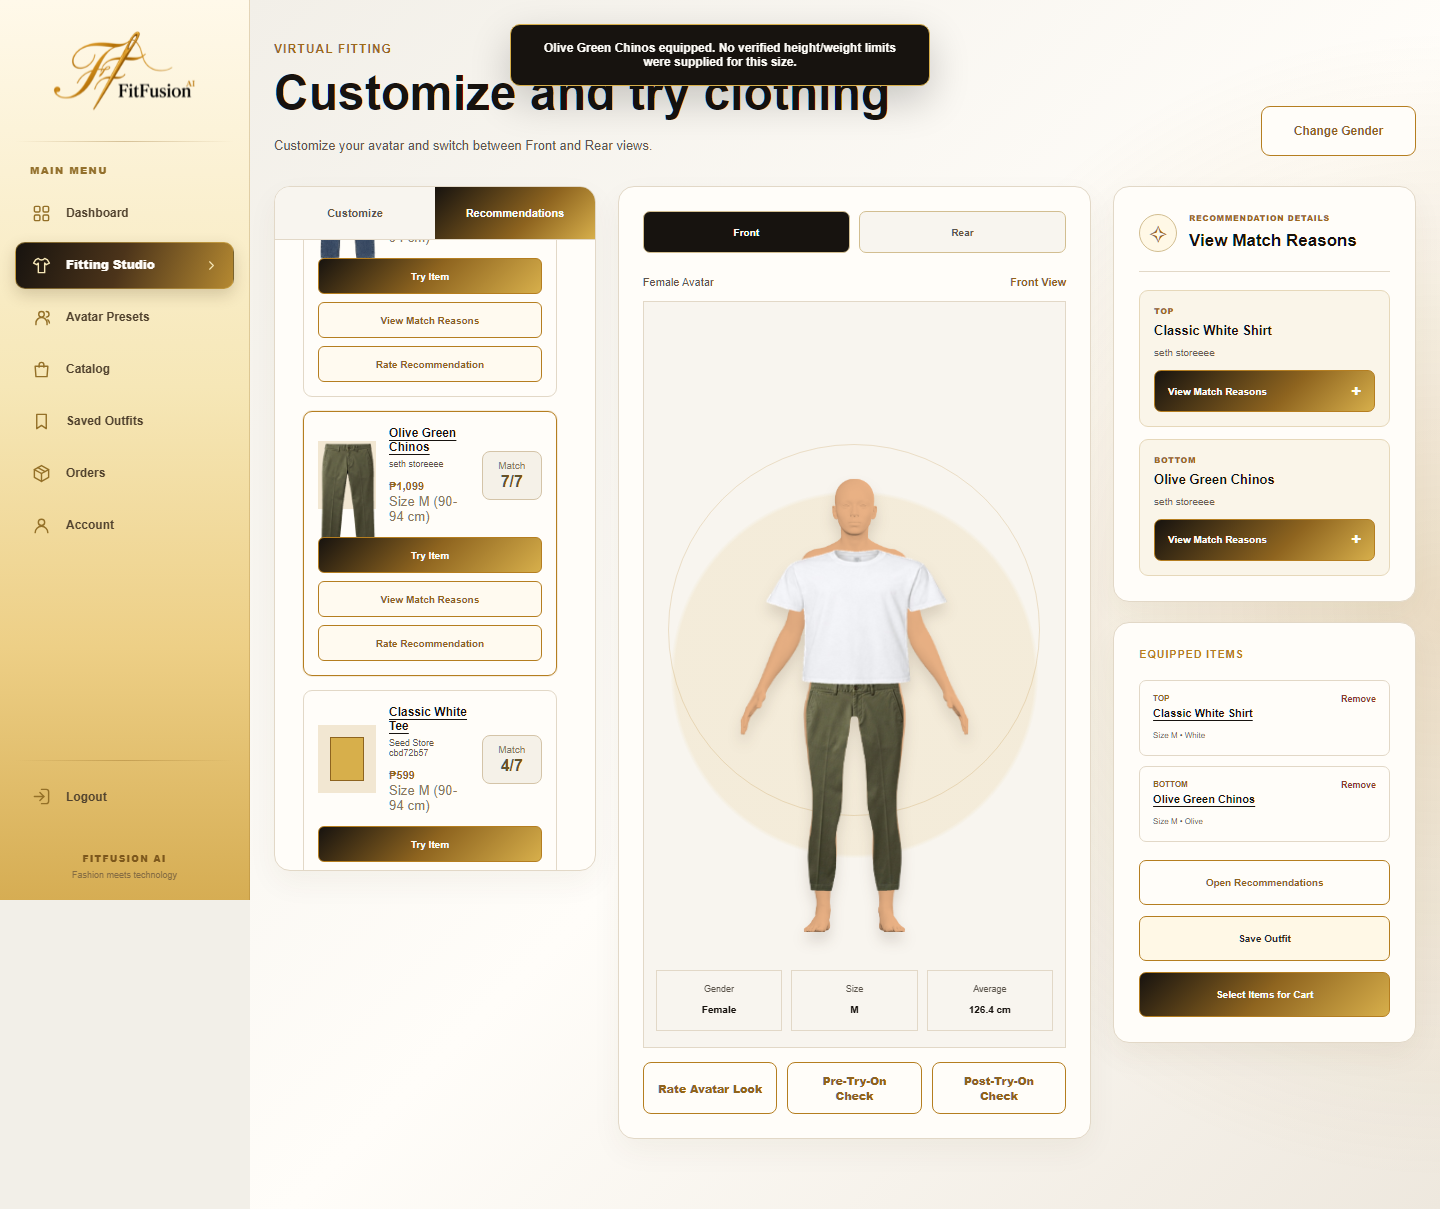 FitFusion AI
MAIN MENU
Dashboard
Fitting Studio
Avatar Presets
Catalog
Saved Outfits
Orders
Account
Logout
FITFUSION AI
Fashion meets technology
Olive Green Chinos equipped. No verified height/weight limits
were supplied for this size.
VIRTUAL FITTING
Customize and try clothing
Customize your avatar and switch between Front and Rear views.
Change Gender
Customize
Recommendations
94 cm)
Try Item
View Match Reasons
Rate Recommendation
Olive Green
Chinos
seth storeeee
₱1,099
Size M (90-
94 cm)
Match
7/7
Try Item
View Match Reasons
Rate Recommendation
Classic White
Tee
Seed Store
cbd72b57
₱599
Size M (90-
94 cm)
Match
4/7
Try Item
Front
Rear
Female Avatar
Front View
Gender
Female
Size
M
Average
126.4 cm
Rate Avatar Look
Pre-Try-On
Check
Post-Try-On
Check
RECOMMENDATION DETAILS
View Match Reasons
TOP
Classic White Shirt
seth storeeee
View Match Reasons +
BOTTOM
Olive Green Chinos
seth storeeee
View Match Reasons +
EQUIPPED ITEMS
TOP
Remove
Classic White Shirt
Size M • White
BOTTOM
Remove
Olive Green Chinos
Size M • Olive
Open Recommendations
Save Outfit
Select Items for Cart